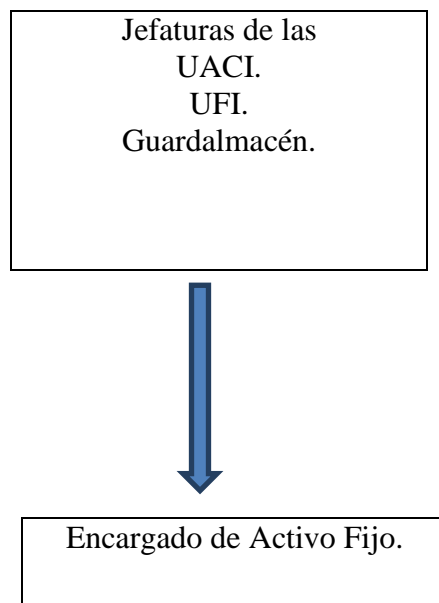 Jefaturas de las
UACI.
UFI.
Guardalmacén.
Encargado de Activo Fijo.